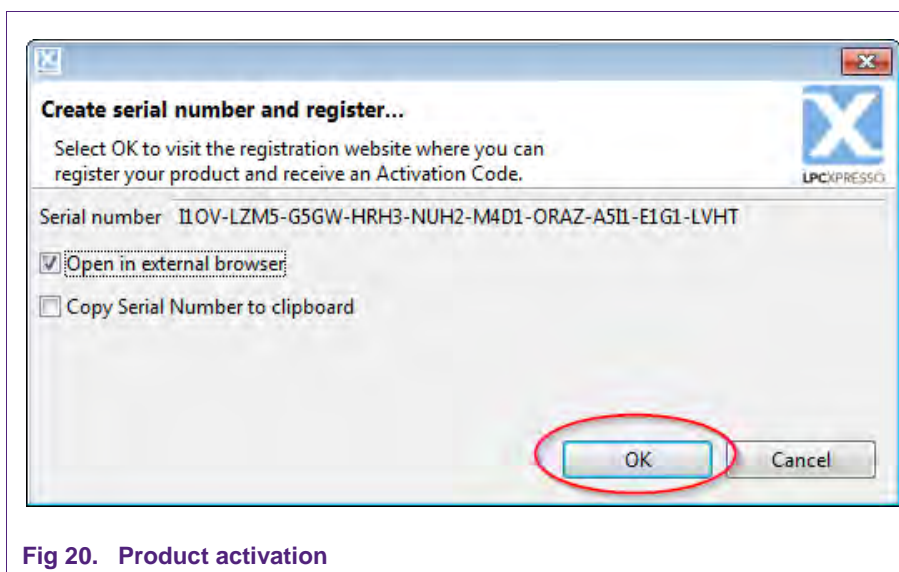 Create serial number and register...
Select OK to visit the registration website where you can
register your product and receive an Activation Code.
LPCXPRESSO
Serial number I1OV-LZM5-G5GW-HRH3-NUH2-M4D1-ORAZ-A5I1-E1G1-LVHT
Open in external browser
Copy Serial Number to clipboard
OK Cancel
Fig 20. Product activation